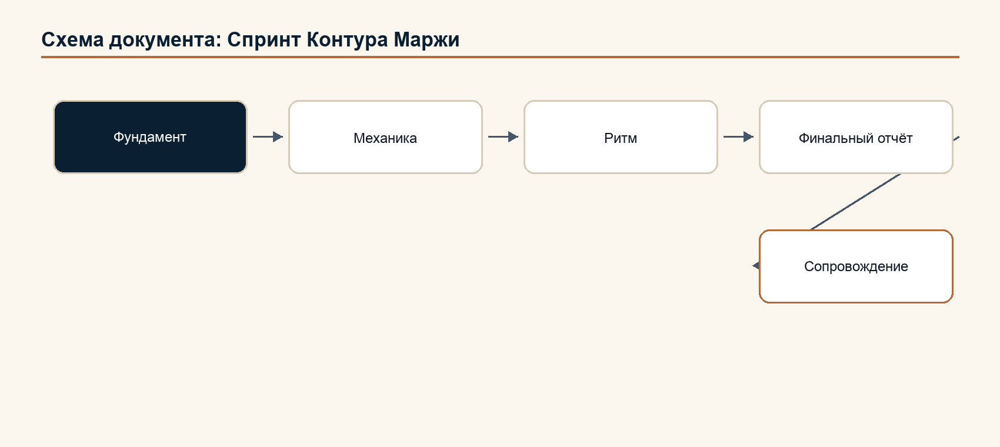 Схема документа: Спринт Контура Маржи
Фундамент
Механика
Ритм
Финальный отчёт
Сопровождение